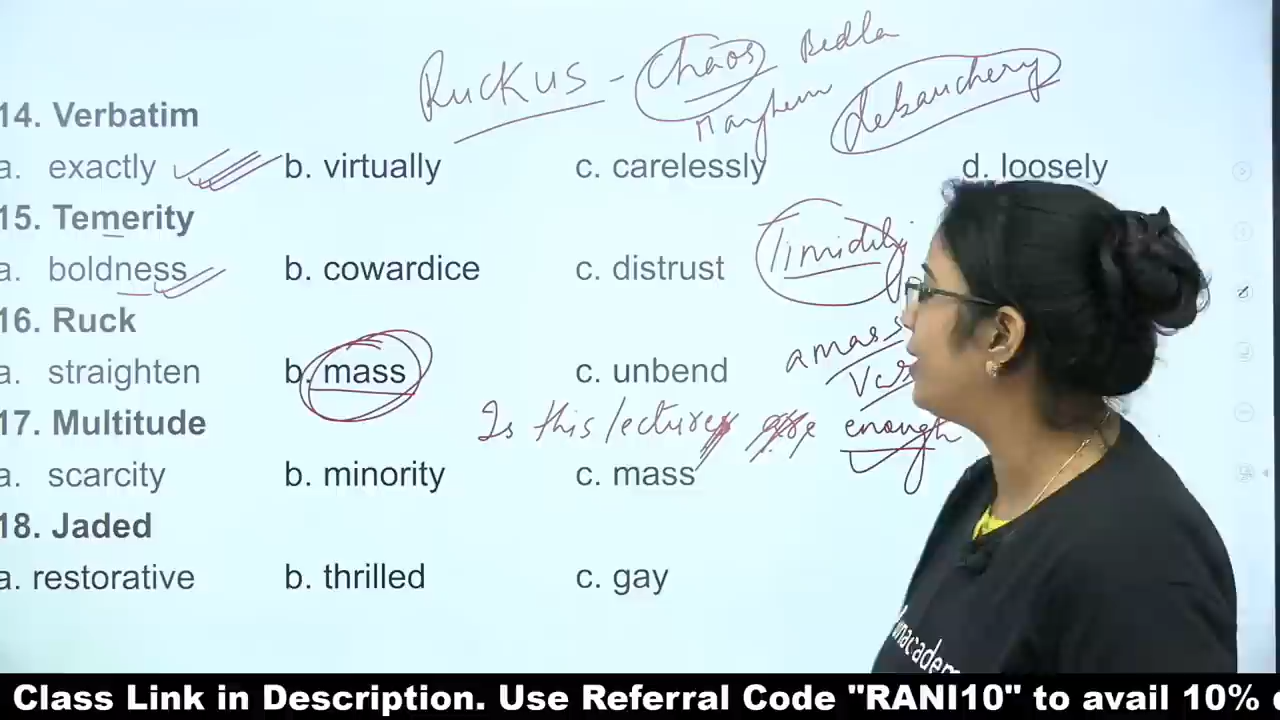 Ruckus - Chaos Bedla
Mayhem debauchery
14. Verbatim
a. exactly b. virtually c. carelessly d. loosely
15. Temerity
a. boldness b. cowardice c. distrust Timidity
16. Ruck
a. straighten b. mass c. unbend amass
17. Multitude
Is this lecture enough
a. scarcity b. minority c. mass
18. Jaded
a. restorative b. thrilled c. gay
unacadem
Class Link in Description. Use Referral Code "RANI10" to avail 10%